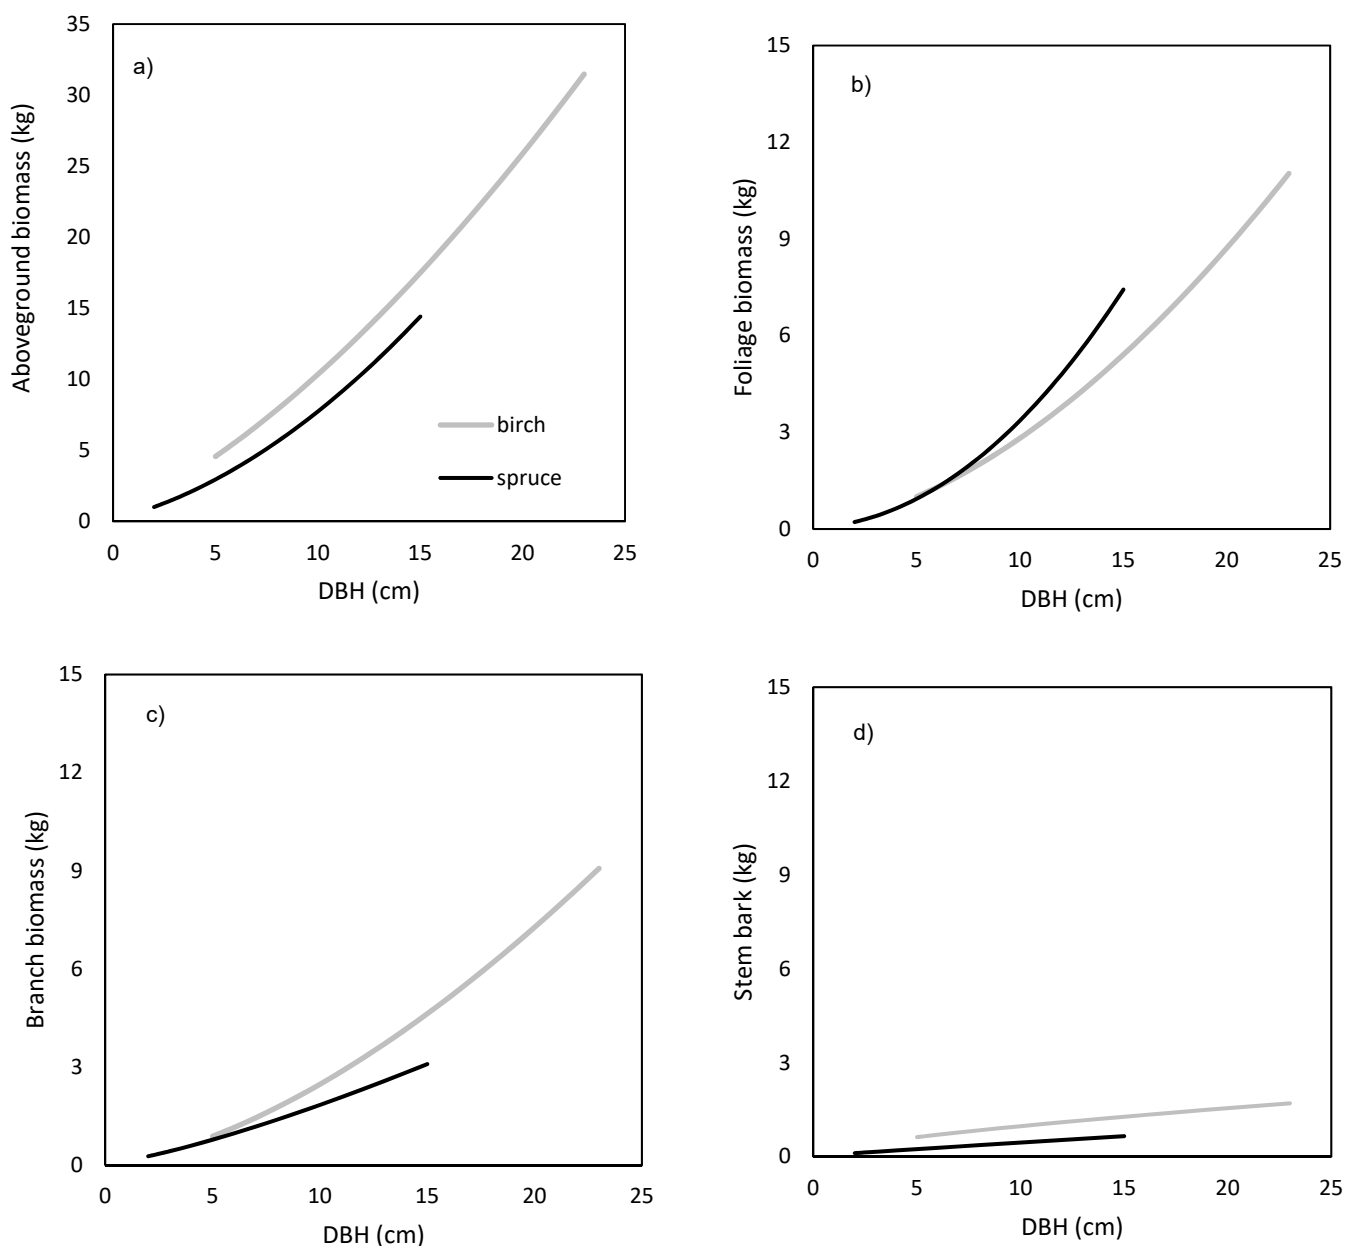 a)
Aboveground biomass (kg)
35
30
25
20
15
10
5
0
birch
spruce
0 5 10 15 20 25
DBH (cm)
b)
Foliage biomass (kg)
15
12
9
6
3
0
0 5 10 15 20 25
DBH (cm)
c)
Branch biomass (kg)
15
12
9
6
3
0
0 5 10 15 20 25
DBH (cm)
d)
Stem bark (kg)
15
12
9
6
3
0
0 5 10 15 20 25
DBH (cm)